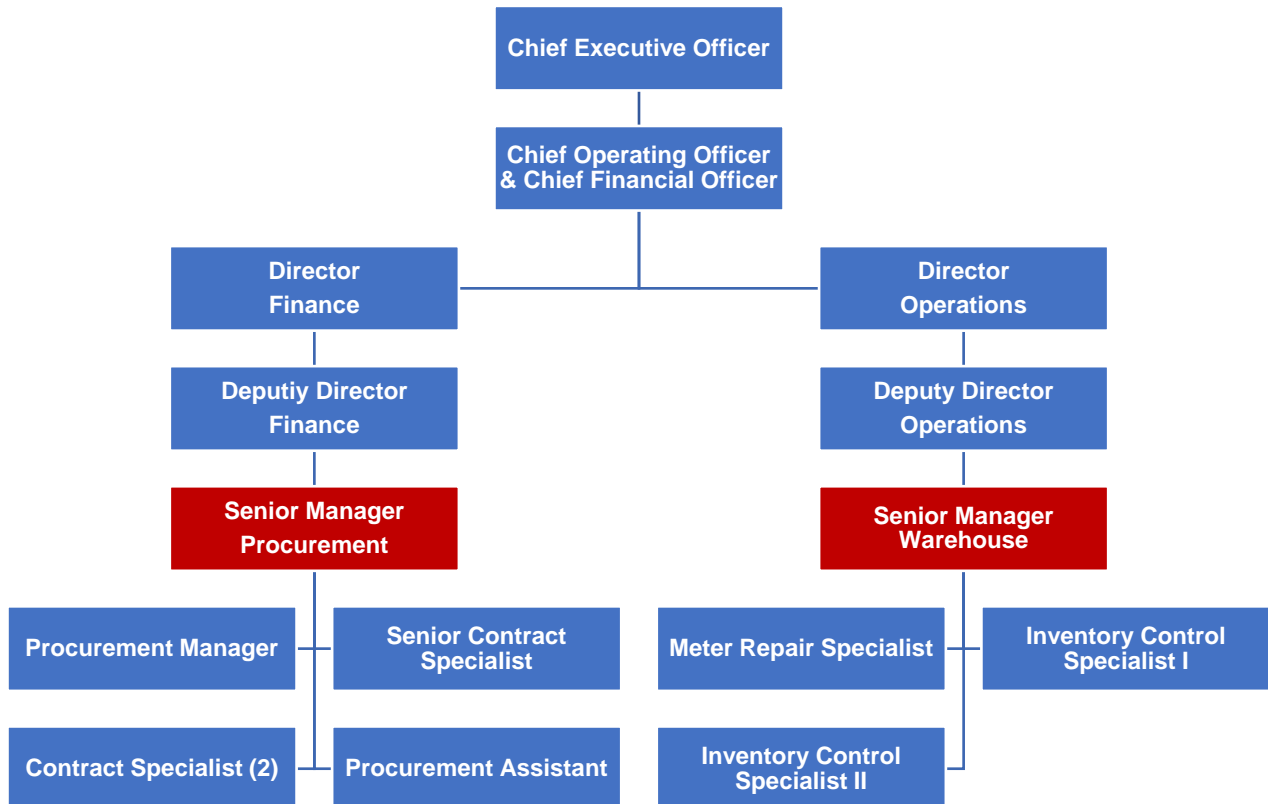 Chief Executive Officer
Chief Operating Officer
& Chief Financial Officer
Director
Finance
Director
Operations
Deputiy Director
Finance
Deputy Director
Operations
Senior Manager
Procurement
Senior Manager
Warehouse
Procurement Manager
Senior Contract
Specialist
Meter Repair Specialist
Inventory Control
Specialist I
Contract Specialist (2)
Procurement Assistant
Inventory Control
Specialist II